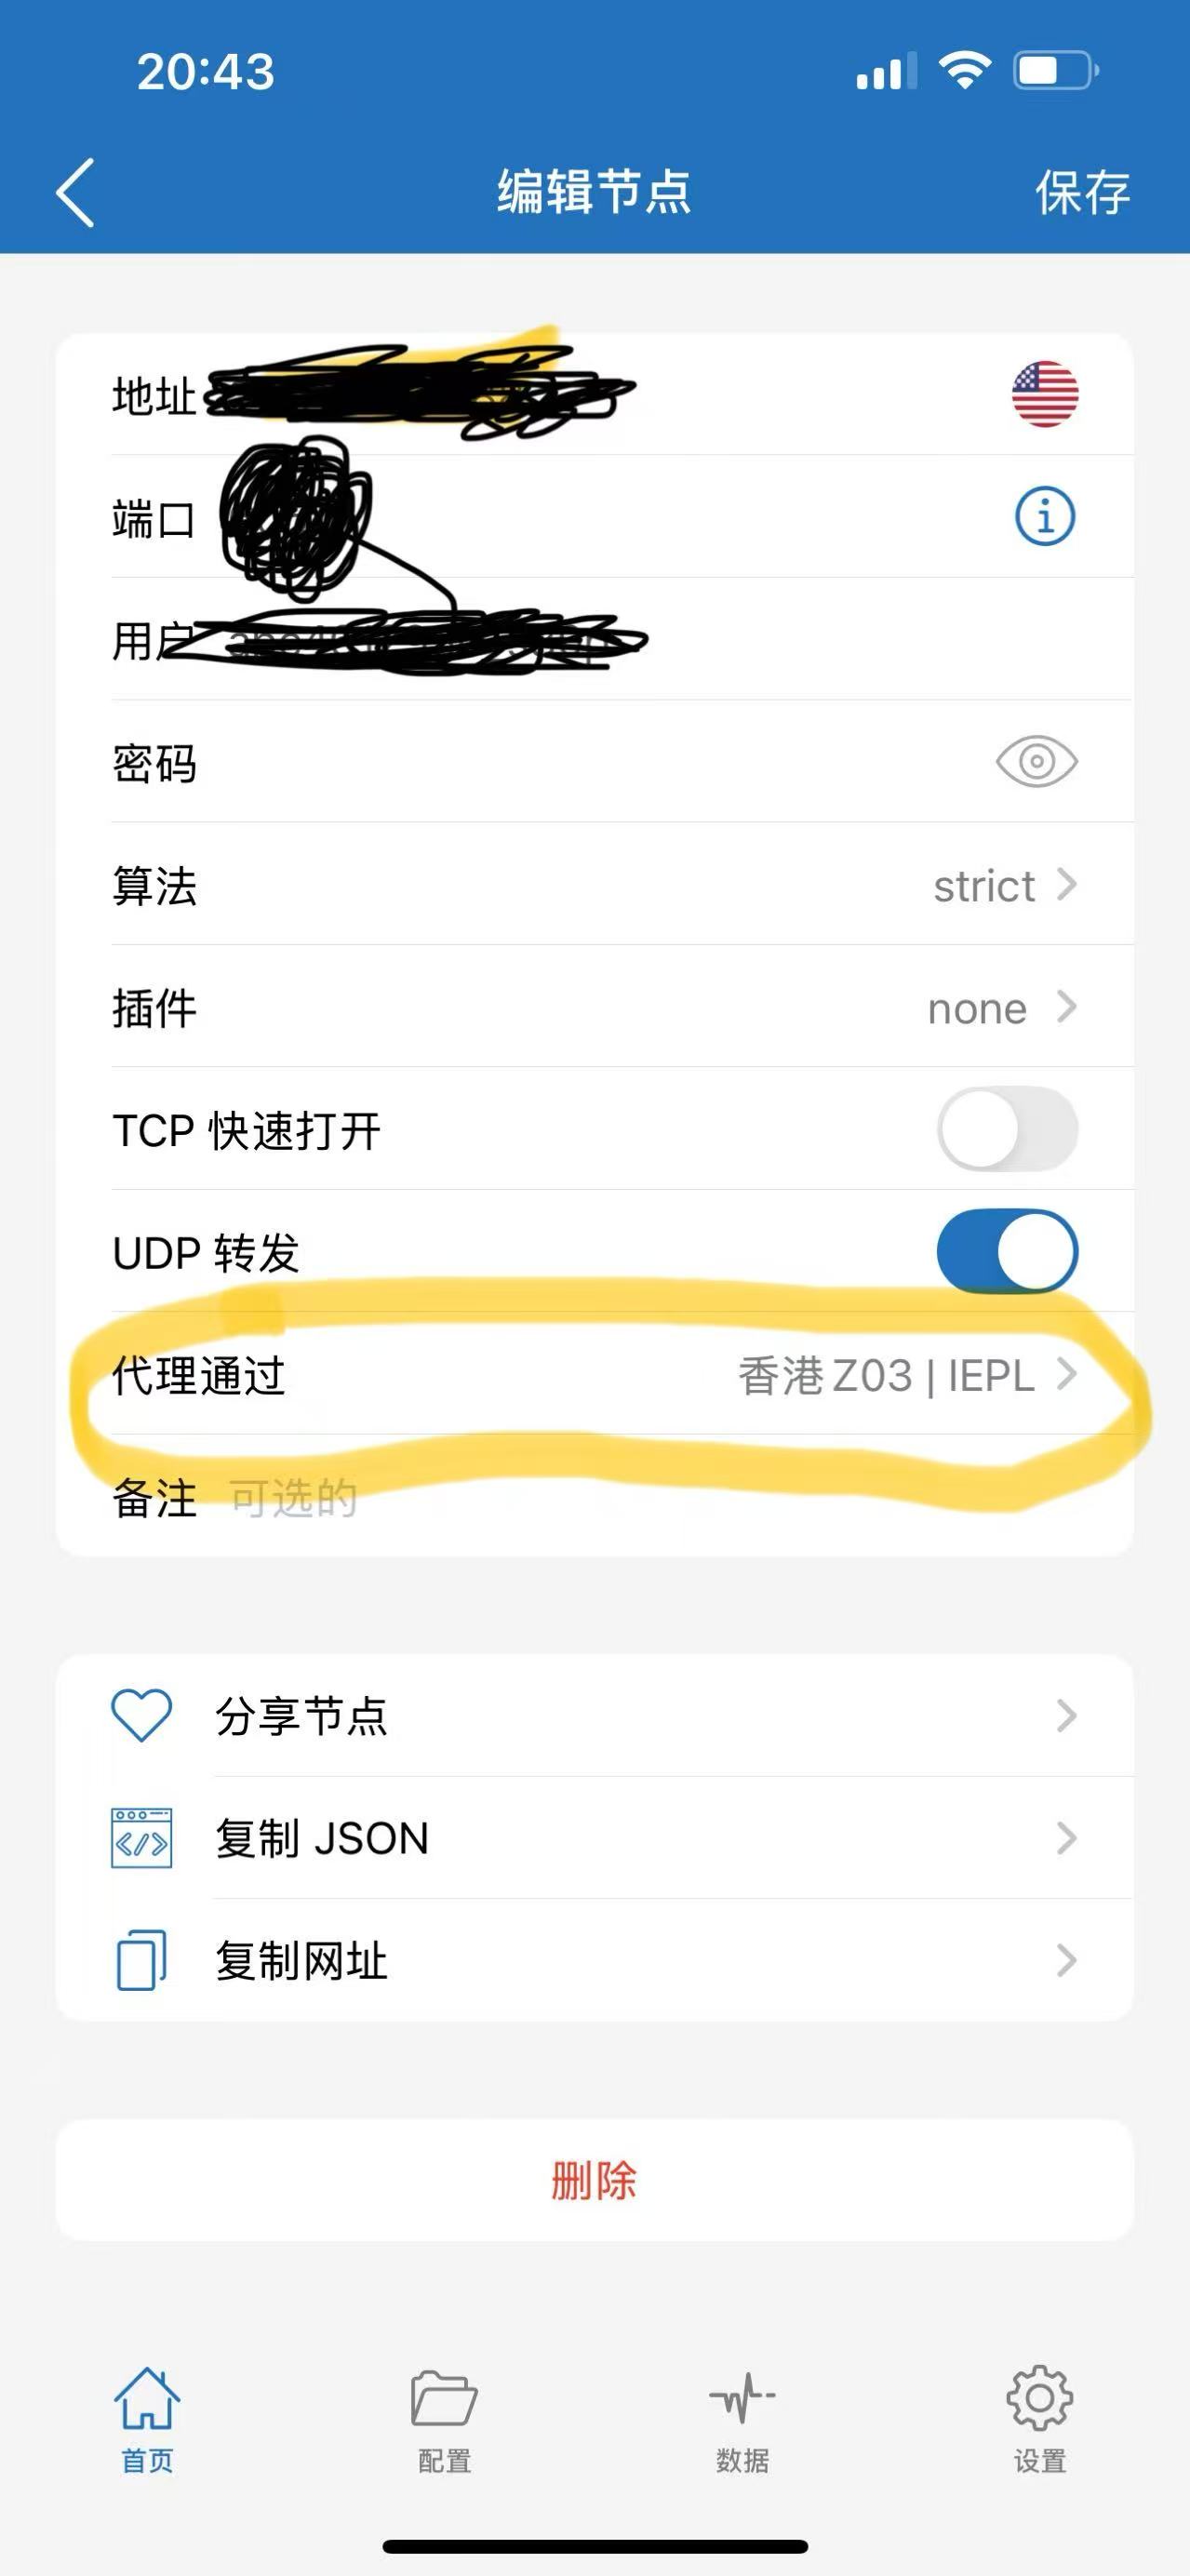 20:43
编辑节点
保存
地址
端口
用户
密码
算法 strict
插件 none
TCP 快速打开
UDP 转发
代理通过 香港 Z03 | IEPL
备注 可选的
分享节点
复制 JSON
复制网址
删除
首页 配置 数据 设置